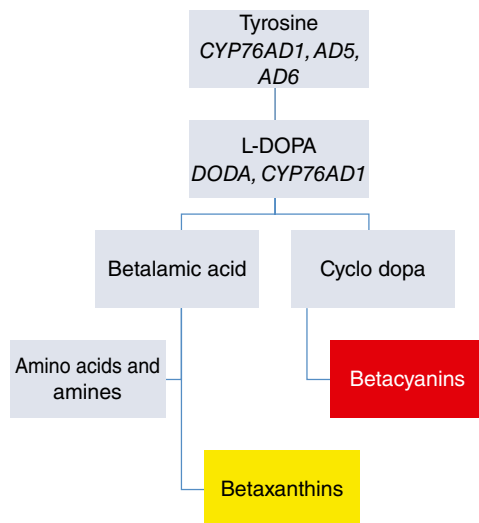 Tyrosine
CYP76AD1, AD5,
AD6
L-DOPA
DODA, CYP76AD1
Betalamic acid
Cyclo dopa
Amino acids and
amines
Betacyanins
Betaxanthins